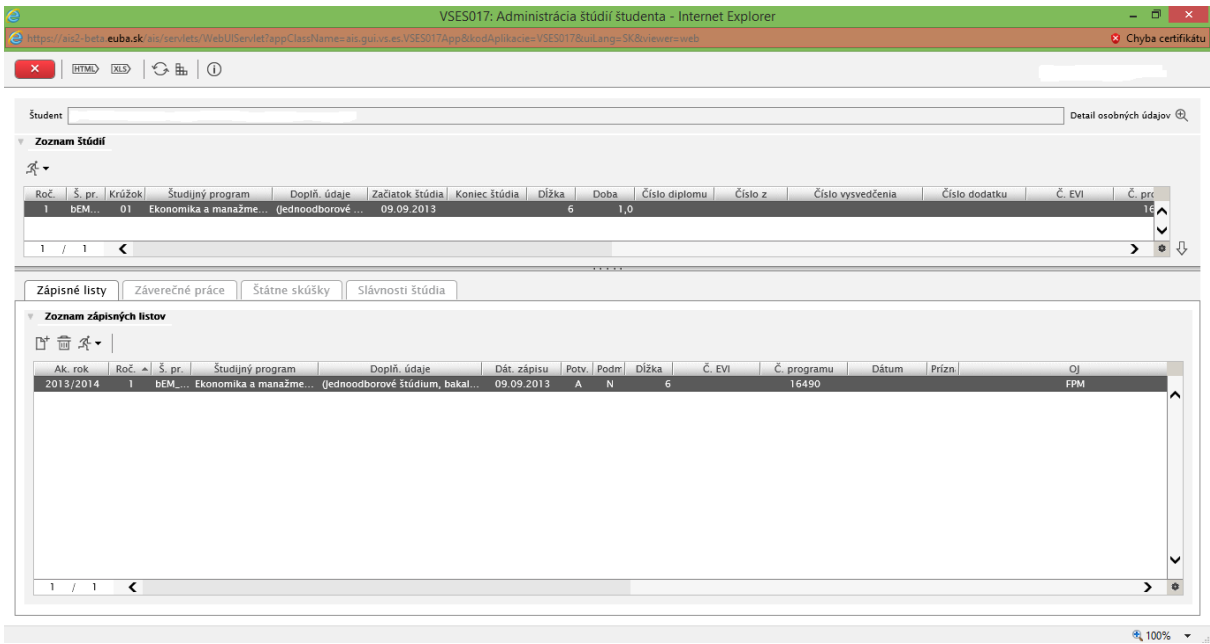 VSES017: Administrácia štúdií študenta - Internet Explorer
https://ais2-beta.euba.sk/ais/servlets/WebUIServlet?appClassName=ais.gui.vs.es.VSES017App&kodAplikacie=VSES017&uiLang=SK&viewer=web Chyba certifikátu
HTML XLS
Študent Detail osobných údajov
Zoznam štúdií
Roč. Š. pr. Krúžok Študijný program Doplň. údaje Začiatok štúdia Koniec štúdia Dĺžka Doba Číslo diplomu Číslo z Číslo vysvedčenia Číslo dodatku Č. EVI Č. pro
1 bEM... 01 Ekonomika a manažme... (Jednoodborové ... 09.09.2013 6 1,0 16
1 / 1
Zápisné listy Záverečné práce Štátne skúšky Slávnosti štúdia
Zoznam zápisných listov
Ak. rok Roč. Š. pr. Študijný program Doplň. údaje Dát. zápisu Potv. Podm Dĺžka Č. EVI Č. programu Dátum Prízn. OJ
2013/2014 1 bEM_... Ekonomika a manažme... (Jednoodborové štúdium, bakal 09.09.2013 A N 6 16490 FPM
1 / 1
100%